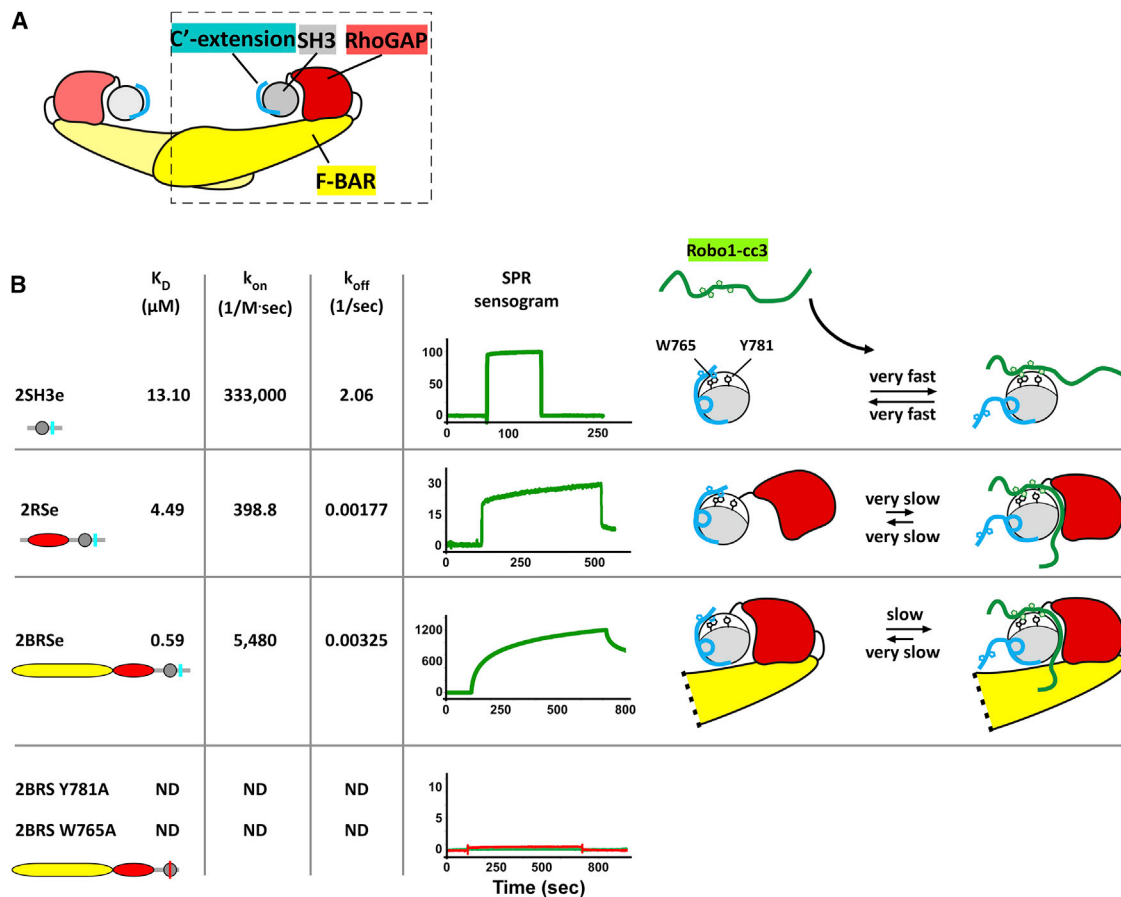 A
C'-extension SH3 RhoGAP
F-BAR
B
K_D (μM)
k_on (1/M·sec)
k_off (1/sec)
SPR sensogram
Robo1-cc3
2SH3e 13.10 333,000 2.06
100
50
0
0 100 250
W765 Y781
very fast
very fast
2RSe 4.49 398.8 0.00177
30
15
0
250 500
very slow
very slow
2BRSe 0.59 5,480 0.00325
1200
600
0
0 250 500 800
slow
very slow
2BRS Y781A ND ND ND
2BRS W765A ND ND ND
10
5
0
250 500 800
Time (sec)